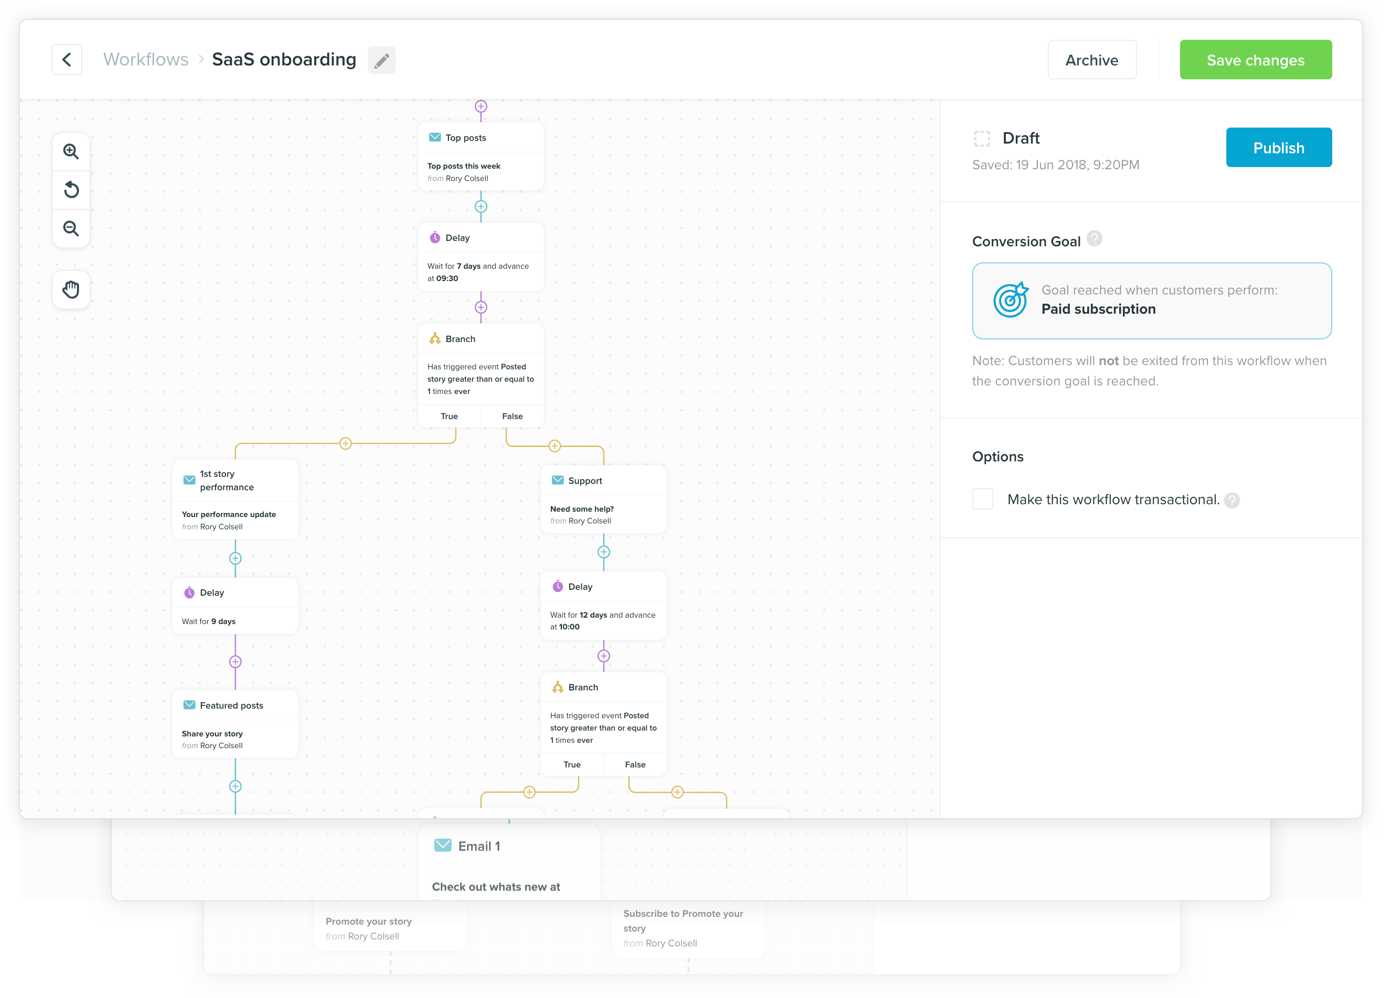 Workflows › SaaS onboarding
Archive
Save changes
Top posts
Top posts this week
from Rory Colsell
Delay
Wait for 7 days and advance
at 09:30
Branch
Has triggered event Posted
story greater than or equal to
1 times ever
True
False
1st story
performance
Your performance update
from Rory Colsell
Delay
Wait for 9 days
Featured posts
Share your story
from Rory Colsell
Support
Need some help?
from Rory Colsell
Delay
Wait for 12 days and advance
at 10:00
Branch
Has triggered event Posted
story greater than or equal to
1 times ever
True
False
Draft
Saved: 19 Jun 2018, 9:20PM
Publish
Conversion Goal ?
Goal reached when customers perform:
Paid subscription
Note: Customers will not be exited from this workflow when
the conversion goal is reached.
Options
Make this workflow transactional. ?
Email 1
Check out whats new at
Promote your story
from Rory Colsell
Subscribe to Promote your
story
from Rory Colsell